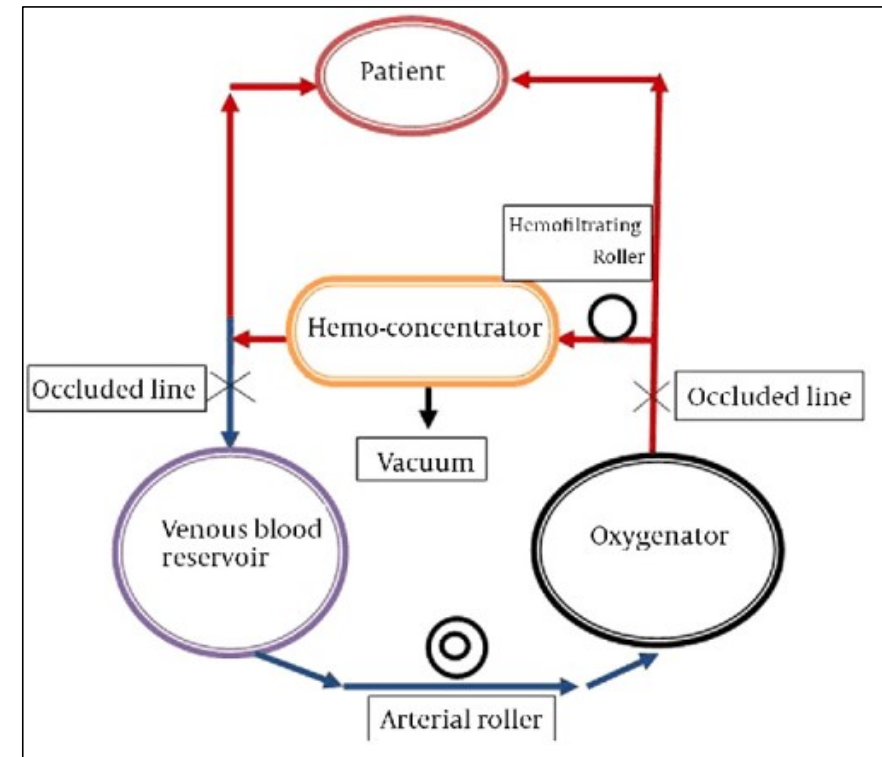 Patient
Hemofiltrating
Roller
Hemo-concentrator
Occluded line
Occluded line
Vacuum
Venous blood
reservoir
Oxygenator
Arterial roller